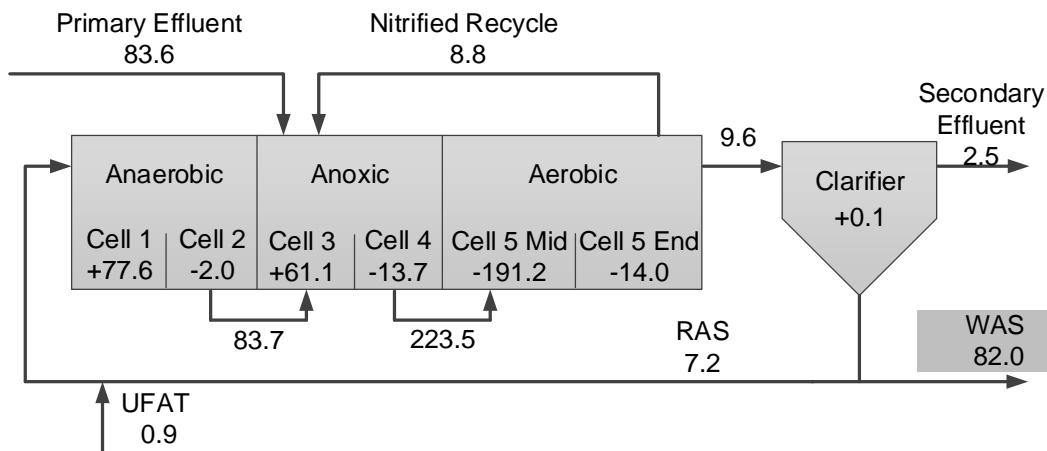 Primary Effluent
83.6
Nitrified Recycle
8.8
Secondary
Effluent
2.5
9.6
Anaerobic
Anoxic
Aerobic
Clarifier
+0.1
Cell 1
+77.6
Cell 2
-2.0
Cell 3
+61.1
Cell 4
-13.7
Cell 5 Mid
-191.2
Cell 5 End
-14.0
83.7
223.5
RAS
7.2
WAS
82.0
UFAT
0.9